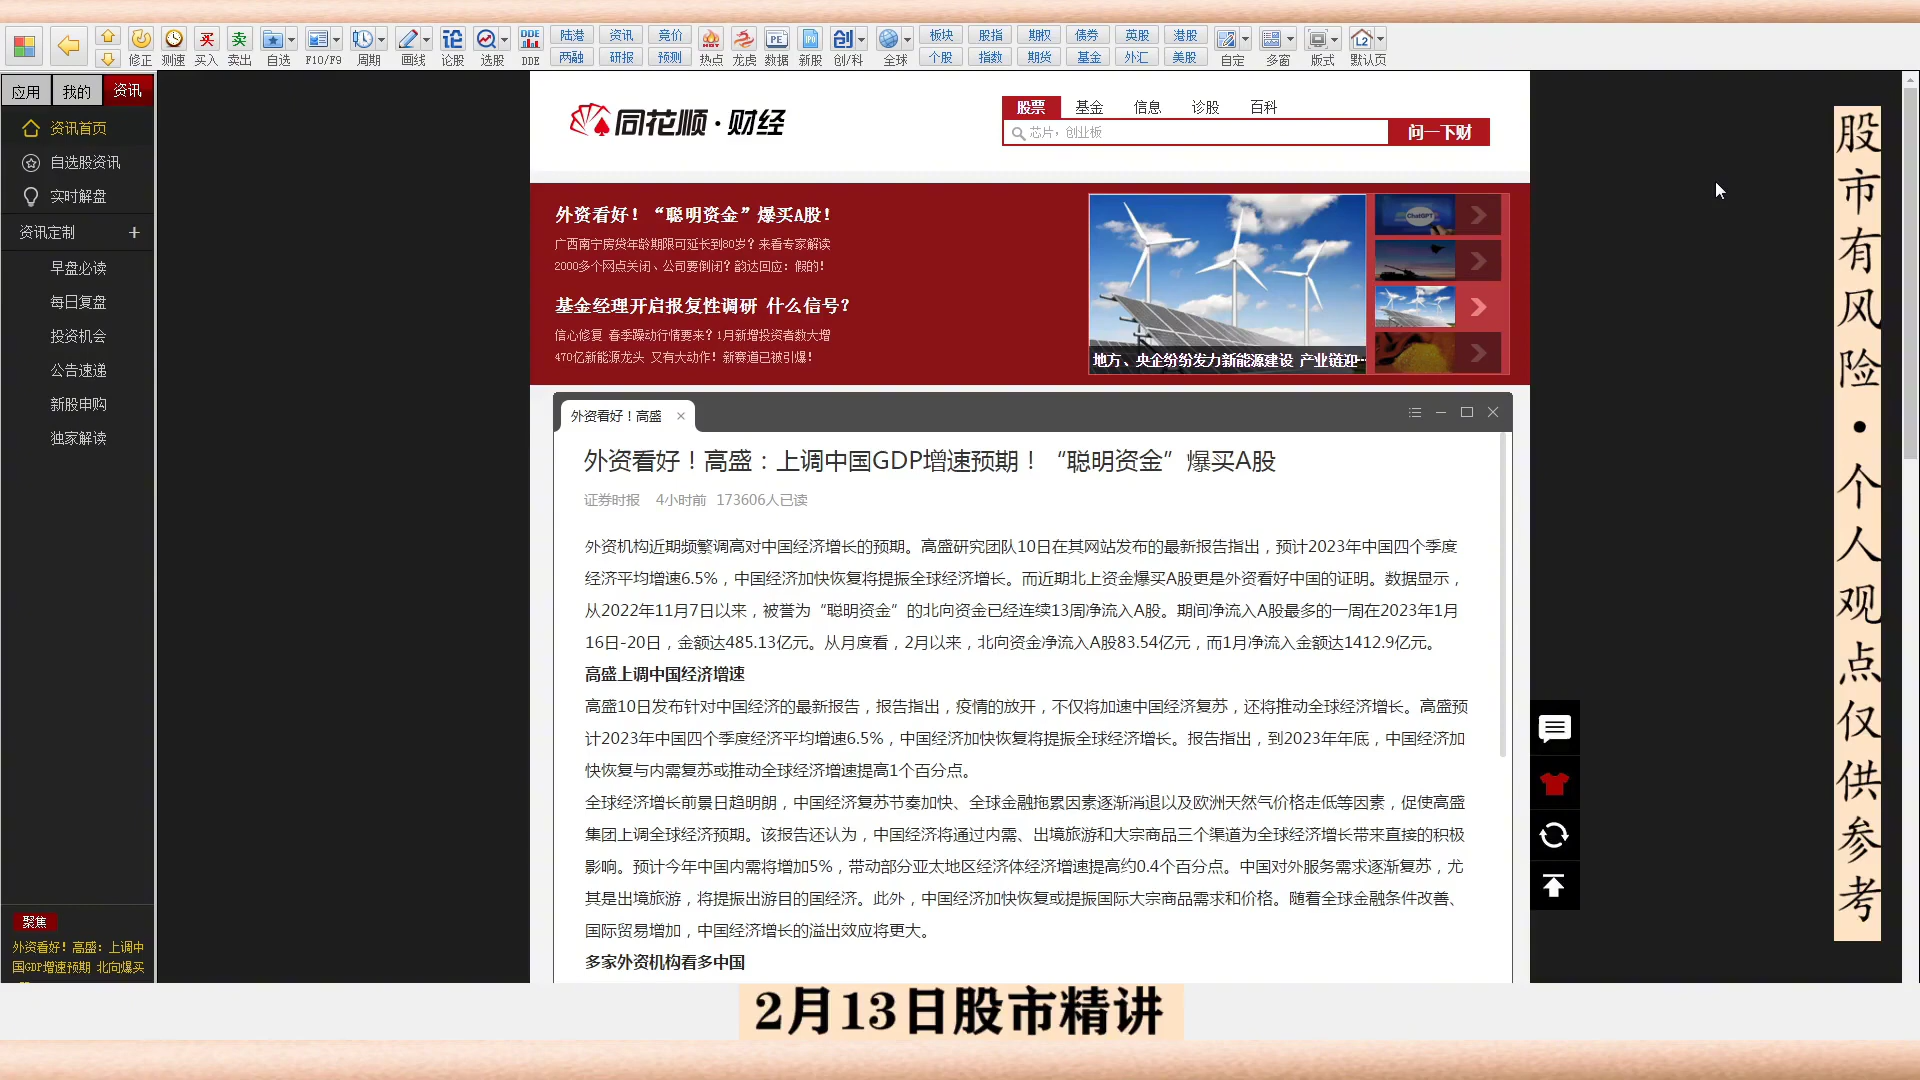 修正 测速 买入 卖出 自选 F10/F9 周期 画线 论股 选股 DDE 热点 龙虎 数据 新股 创/科 全球 自定 多窗 版式 默认页
陆港 资讯 竞价 板块 股指 期权 债券 英股 港股
两融 研报 预测 个股 指数 期货 基金 外汇 美股
应用 我的 资讯
资讯首页
自选股资讯
实时解盘
资讯定制 +
早盘必读
每日复盘
投资机会
公告速递
新股申购
独家解读
聚焦
外资看好！高盛：上调中
国GDP增速预期 北向爆买
同花顺·财经
股票 基金 信息 诊股 百科
芯片，创业板
问一下财
外资看好！“聪明资金”爆买A股！
广西南宁房贷年龄期限可延长到80岁？来看专家解读
2000多个网点关闭、公司要倒闭？韵达回应：假的！
基金经理开启报复性调研 什么信号？
信心修复 春季躁动行情要来？1月新增投资者数大增
470亿新能源龙头 又有大动作！新赛道已被引爆！
地方、央企纷纷发力新能源建设 产业链迎…
ChatGPT
外资看好！高盛
外资看好！高盛：上调中国GDP增速预期！“聪明资金”爆买A股
证券时报 4小时前 173606人已读
外资机构近期频繁调高对中国经济增长的预期。高盛研究团队10日在其网站发布的最新报告指出，预计2023年中国四个季度
经济平均增速6.5%，中国经济加快恢复将提振全球经济增长。而近期北上资金爆买A股更是外资看好中国的证明。数据显示，
从2022年11月7日以来，被誉为“聪明资金”的北向资金已经连续13周净流入A股。期间净流入A股最多的一周在2023年1月
16日-20日，金额达485.13亿元。从月度看，2月以来，北向资金净流入A股83.54亿元，而1月净流入金额达1412.9亿元。
高盛上调中国经济增速
高盛10日发布针对中国经济的最新报告，报告指出，疫情的放开，不仅将加速中国经济复苏，还将推动全球经济增长。高盛预
计2023年中国四个季度经济平均增速6.5%，中国经济加快恢复将提振全球经济增长。报告指出，到2023年年底，中国经济加
快恢复与内需复苏或推动全球经济增速提高1个百分点。
全球经济增长前景日趋明朗，中国经济复苏节奏加快、全球金融拖累因素逐渐消退以及欧洲天然气价格走低等因素，促使高盛
集团上调全球经济预期。该报告还认为，中国经济将通过内需、出境旅游和大宗商品三个渠道为全球经济增长带来直接的积极
影响。预计今年中国内需将增加5%，带动部分亚太地区经济体经济增速提高约0.4个百分点。中国对外服务需求逐渐复苏，尤
其是出境旅游，将提振出游目的国经济。此外，中国经济加快恢复或提振国际大宗商品需求和价格。随着全球金融条件改善、
国际贸易增加，中国经济增长的溢出效应将更大。
多家外资机构看多中国
股市有风险·个人观点仅供参考
2月13日股市精讲